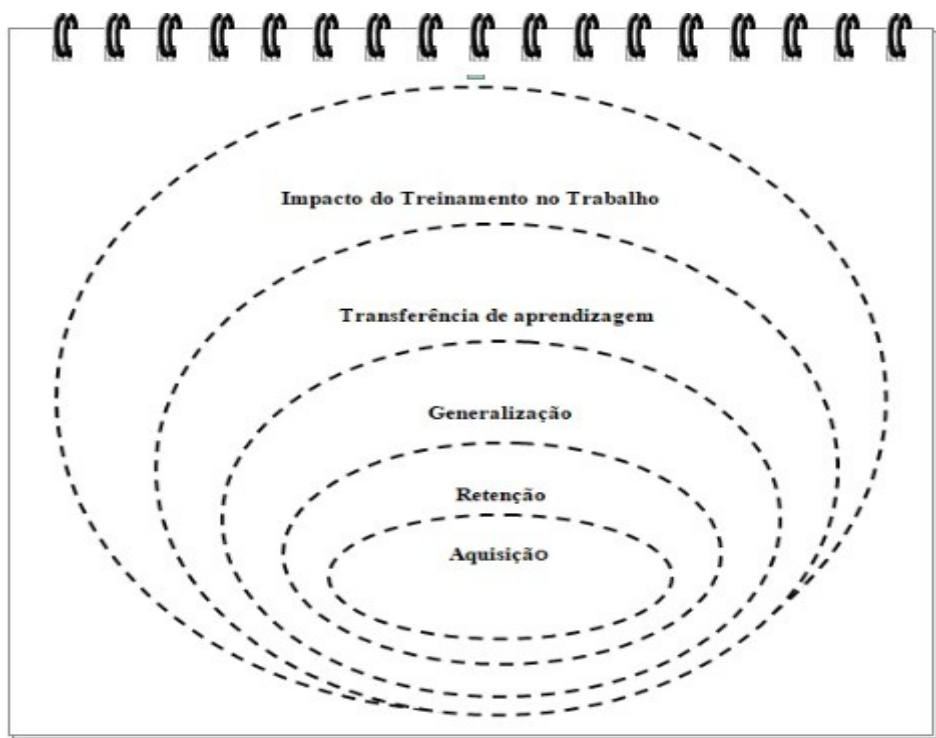 Impacto do Treinamento no Trabalho
Transferência de aprendizagem
Generalização
Retenção
Aquisição